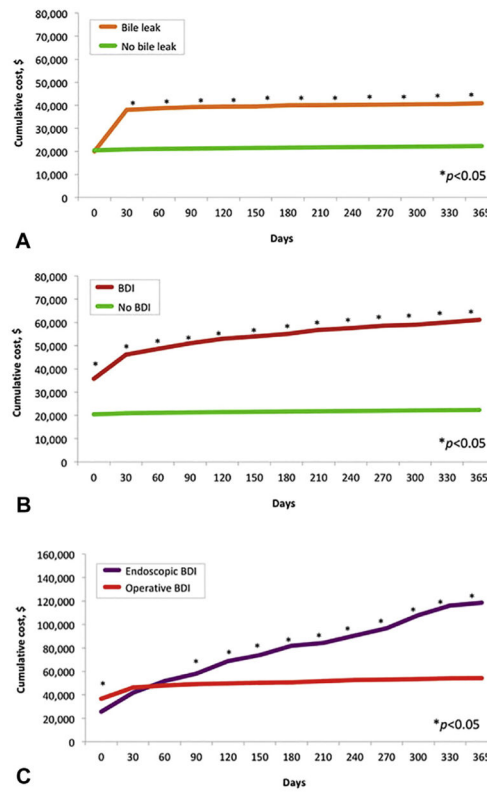 80,000
70,000
60,000
50,000
40,000
30,000
20,000
10,000
0
Cumulative cost, $
Bile leak
No bile leak
* * * * * * * * * * * *
*p<0.05
0 30 60 90 120 150 180 210 240 270 300 330 365
Days
A
80,000
70,000
60,000
50,000
40,000
30,000
20,000
10,000
0
Cumulative cost, $
BDI
No BDI
* * * * * * * * * * * * *
*p<0.05
0 30 60 90 120 150 180 210 240 270 300 330 365
Days
B
160,000
140,000
120,000
100,000
80,000
60,000
40,000
20,000
0
Cumulative cost, $
Endoscopic BDI
Operative BDI
* * * * * * * * * * *
*p<0.05
0 30 60 90 120 150 180 210 240 270 300 330 365
Days
C